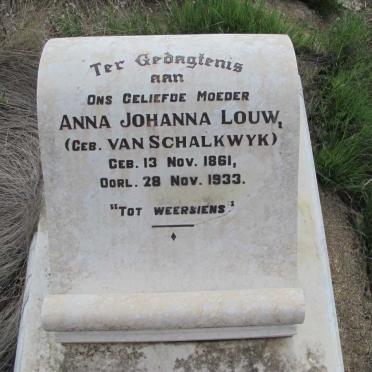 Ter Gedagtenis
aan
Ons Geliefde Moeder
Anna Johanna Louw,
(Geb. van Schalkwyk)
Geb. 13 Nov. 1861,
Oorl. 28 Nov. 1933.
"Tot weersiens"